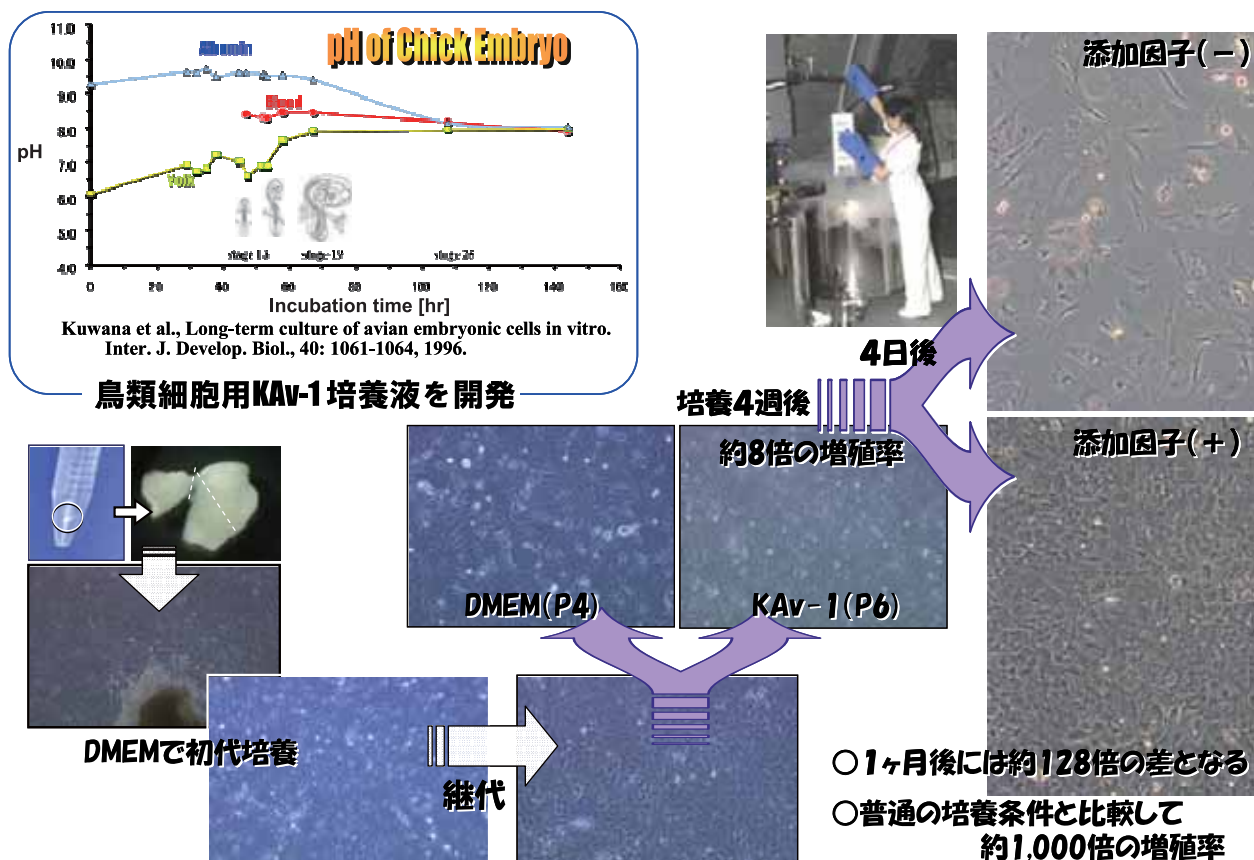 pH of Chick Embryo
11.0
10.0
9.0
8.0
7.0
6.0
5.0
4.0
pH
Albumin
Blood
Yolk
stage 13
stage 19
stage 26
0
20
40
60
80
100
120
140
160
Incubation time [hr]
Kuwana et al., Long-term culture of avian embryonic cells in vitro.
Inter. J. Develop. Biol., 40: 1061-1064, 1996.
鳥類細胞用KAv-1培養液を開発
添加因子(−)
4日後
培養4週後
約8倍の増殖率
添加因子(+)
DMEM(P4)
KAv-1(P6)
DMEMで初代培養
継代
○1ヶ月後には約128倍の差となる
○普通の培養条件と比較して
約1,000倍の増殖率